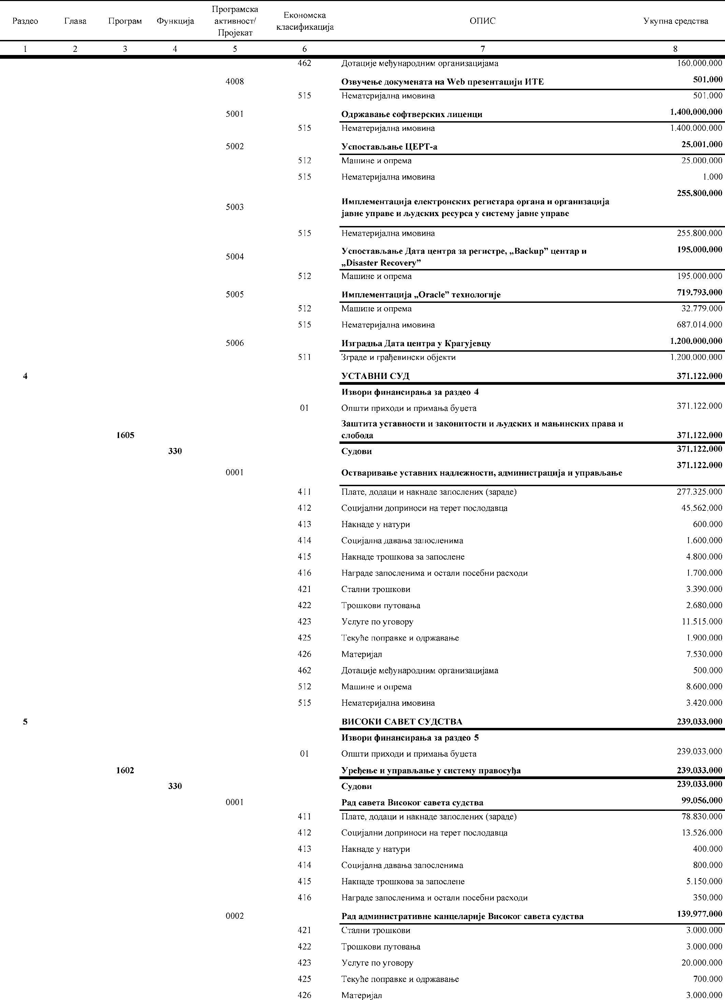 Раздео Глава Програм Функција Програмска активност/ Пројекат Економска класификација ОПИС Укупна средства
1 2 3 4 5 6 7 8
462 Дотације међународним организацијама 160.000.000
4008 Озвучење докумената на Web презентацији ИТЕ 501.000
515 Нематеријална имовина 501.000
5001 Одржавање софтверских лиценци 1.400.000.000
515 Нематеријална имовина 1.400.000.000
5002 Успостављање ЦЕРТ-а 25.001.000
512 Машине и опрема 25.000.000
515 Нематеријална имовина 1.000
5003 Имплементација електронских регистара органа и организација 255.800.000
јавне управе и људских ресурса у систему јавне управе
515 Нематеријална имовина 255.800.000
5004 Успостављање Дата центра за регистре, „Backup” центар и 195.000.000
„Disaster Recovery”
512 Машине и опрема 195.000.000
5005 Имплементација „Oracle” технологије 719.793.000
512 Машине и опрема 32.779.000
515 Нематеријална имовина 687.014.000
5006 Изградња Дата центра у Крагујевцу 1.200.000.000
511 Зграде и грађевински објекти 1.200.000.000
4 УСТАВНИ СУД 371.122.000
Извори финансирања за раздео 4
01 Општи приходи и примања буџета 371.122.000
Заштита уставности и законитости и људских и мањинских права и
1605 слобода 371.122.000
330 Судови 371.122.000
0001 Остваривање уставних надлежности, администрација и управљање 371.122.000
411 Плате, додаци и накнаде запослених (зараде) 277.325.000
412 Социјални доприноси на терет послодавца 45.562.000
413 Накнаде у натури 600.000
414 Социјална давања запосленима 1.600.000
415 Накнаде трошкова за запослене 4.800.000
416 Награде запосленима и остали посебни расходи 1.700.000
421 Стални трошкови 3.390.000
422 Трошкови путовања 2.680.000
423 Услуге по уговору 11.515.000
425 Текуће поправке и одржавање 1.900.000
426 Материјал 7.530.000
462 Дотације међународним организацијама 500.000
512 Машине и опрема 8.600.000
515 Нематеријална имовина 3.420.000
5 ВИСОКИ САВЕТ СУДСТВА 239.033.000
Извори финансирања за раздео 5
01 Општи приходи и примања буџета 239.033.000
1602 Уређење и управљање у систему правосуђа 239.033.000
330 Судови 239.033.000
0001 Рад савета Високог савета судства 99.056.000
411 Плате, додаци и накнаде запослених (зараде) 78.830.000
412 Социјални доприноси на терет послодавца 13.526.000
413 Накнаде у натури 400.000
414 Социјална давања запосленима 800.000
415 Накнаде трошкова за запослене 5.150.000
416 Награде запосленима и остали посебни расходи 350.000
0002 Рад административне канцеларије Високог савета судства 139.977.000
421 Стални трошкови 3.000.000
422 Трошкови путовања 3.000.000
423 Услуге по уговору 20.000.000
425 Текуће поправке и одржавање 700.000
426 Материјал 3.000.000